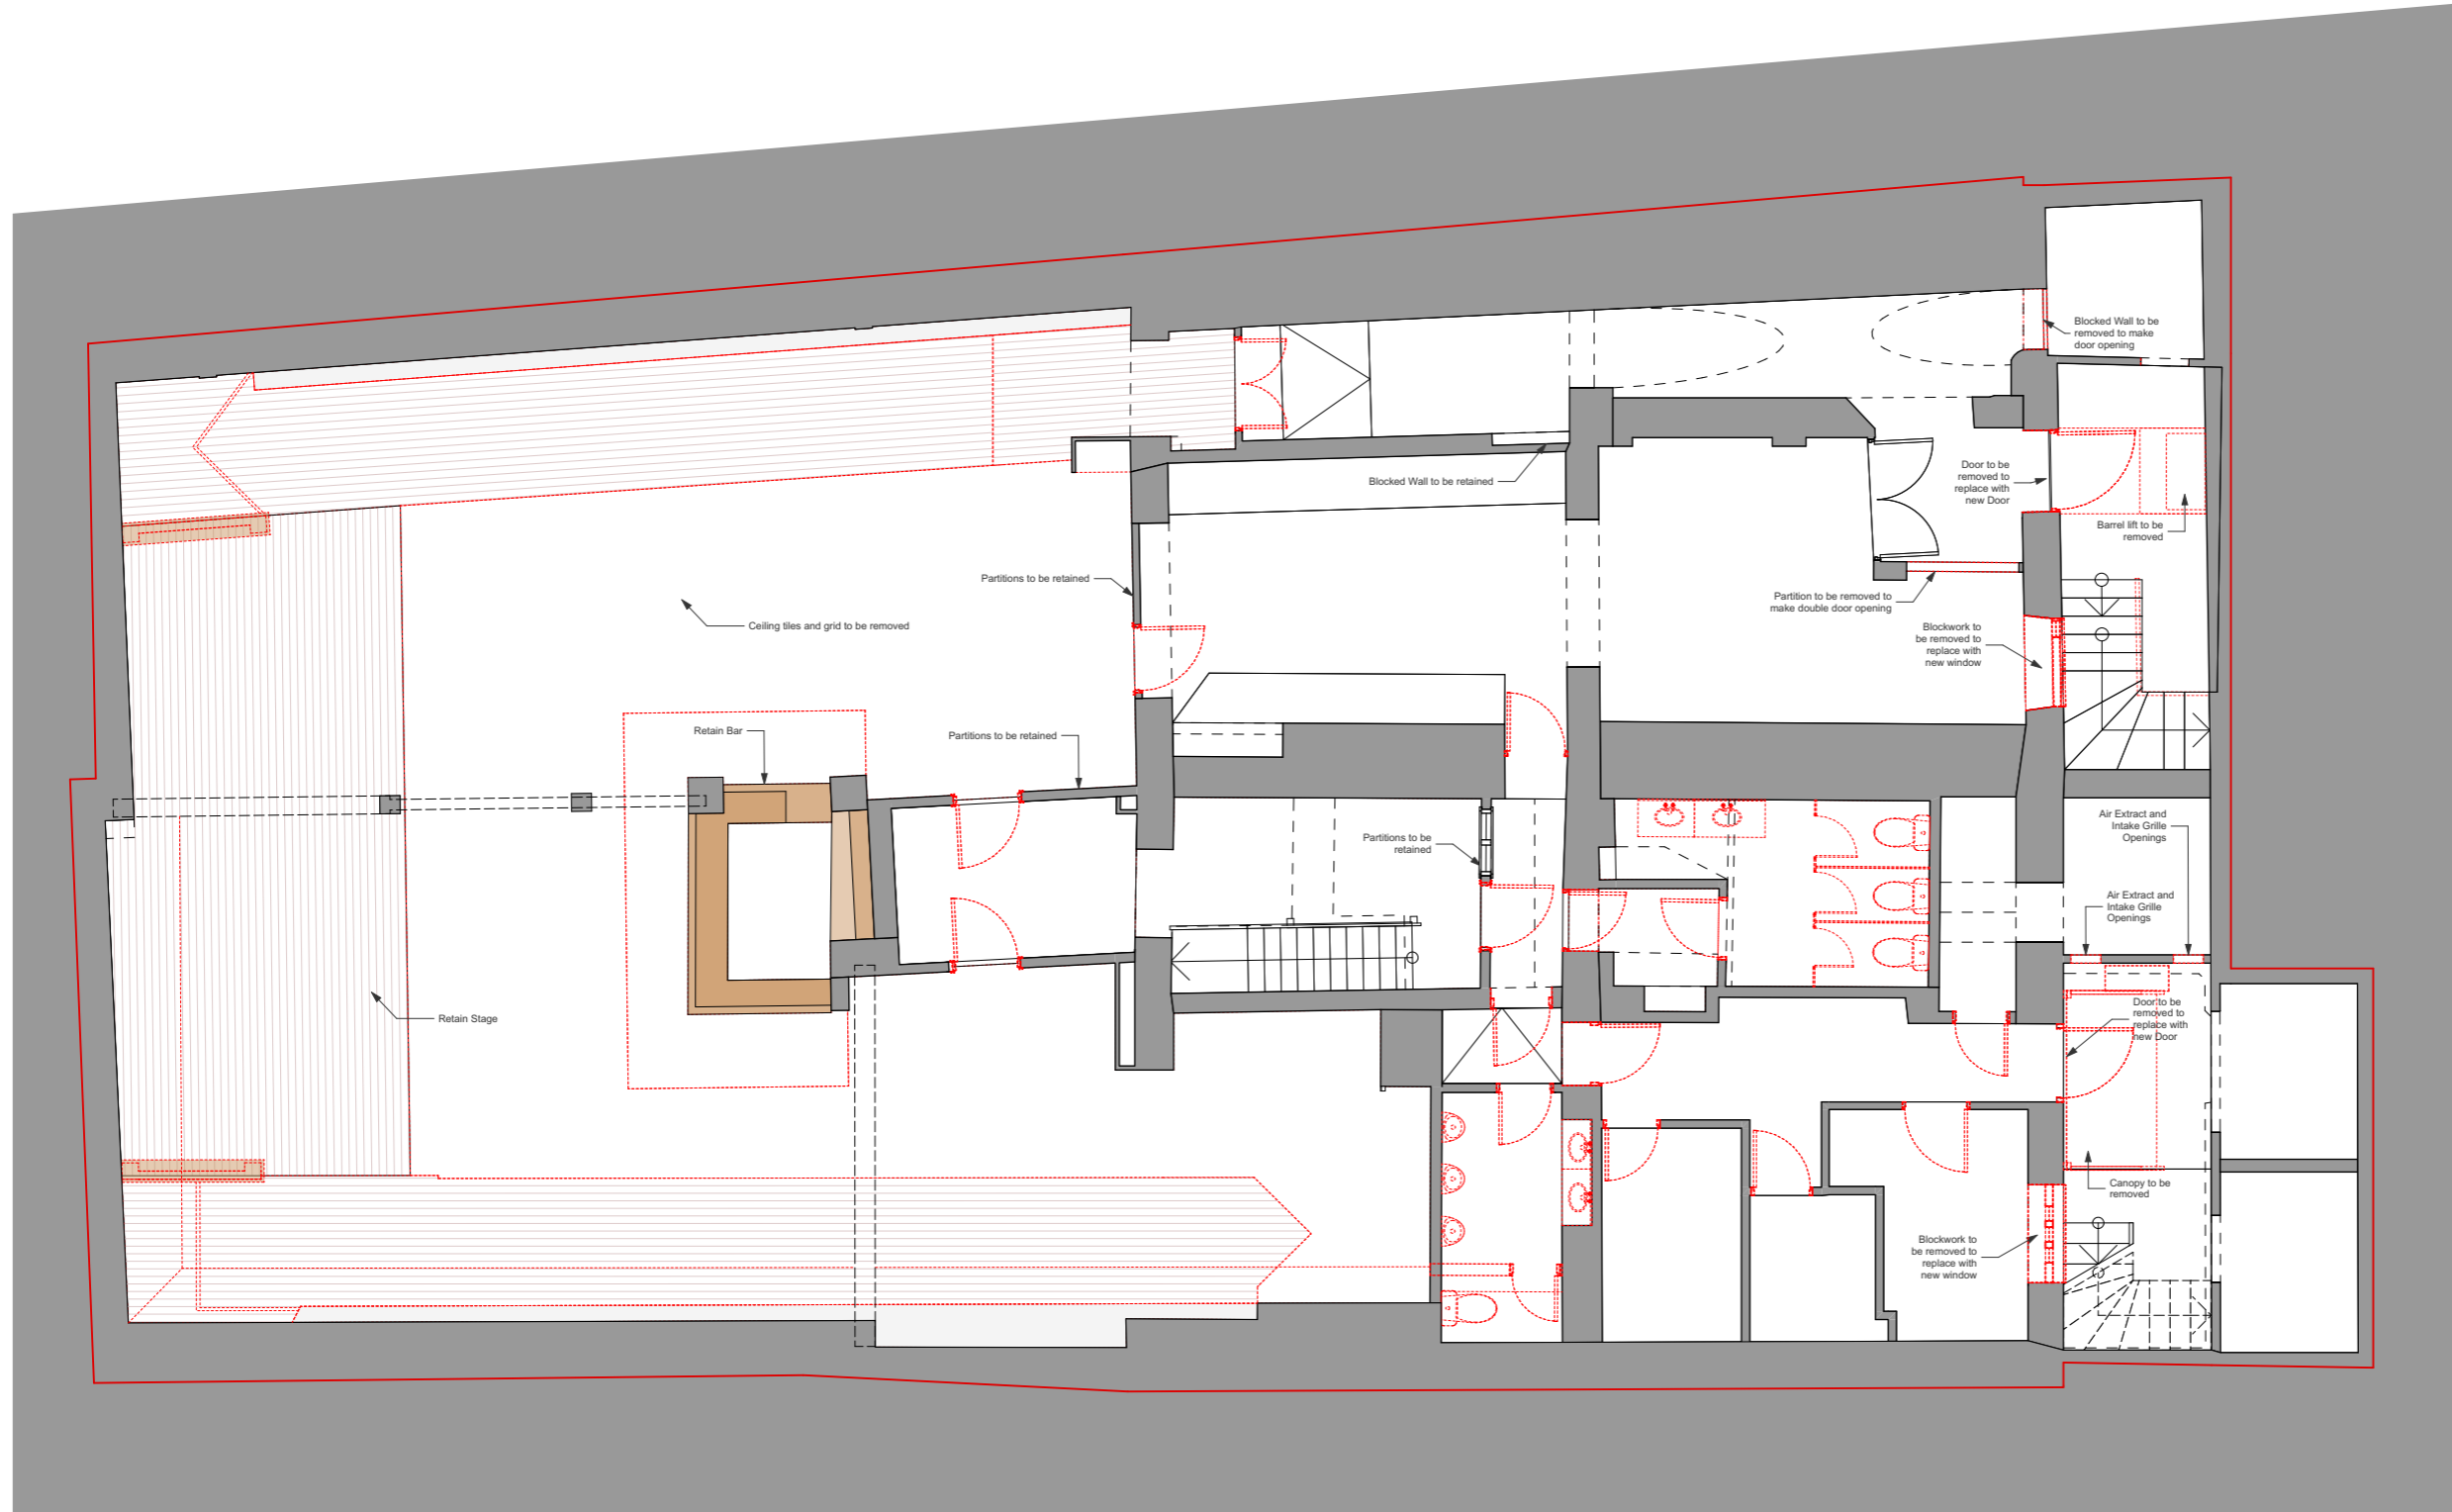 Blocked Wall to be
removed to make
door opening
Blocked Wall to be retained
Door to be
removed to
replace with
new Door
Barrel lift to be
removed
Partitions to be retained
Ceiling tiles and grid to be removed
Partition to be removed to
make double door opening
Blockwork to
be removed to
replace with
new window
Retain Bar
Partitions to be retained
Partitions to be
retained
Air Extract and
Intake Grille
Openings
Air Extract and
Intake Grille
Openings
Retain Stage
Door to be
removed to
replace with
new Door
Canopy to be
removed
Blockwork to
be removed to
replace with
new window